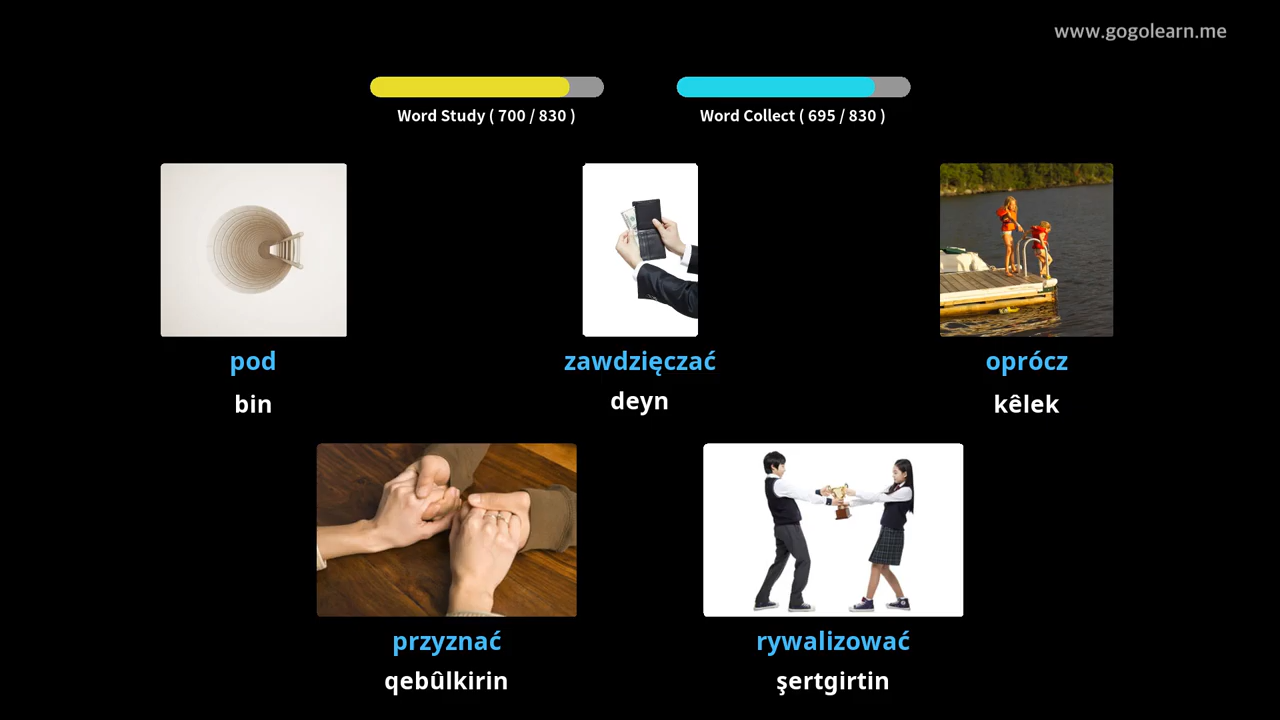 www.gogolearn.me
Word Study ( 700 / 830 )
Word Collect ( 695 / 830 )
pod
zawdzięczać
oprócz
bin
deyn
kêlek
przyznać
rywalizować
qebûlkirin
şertgirtin